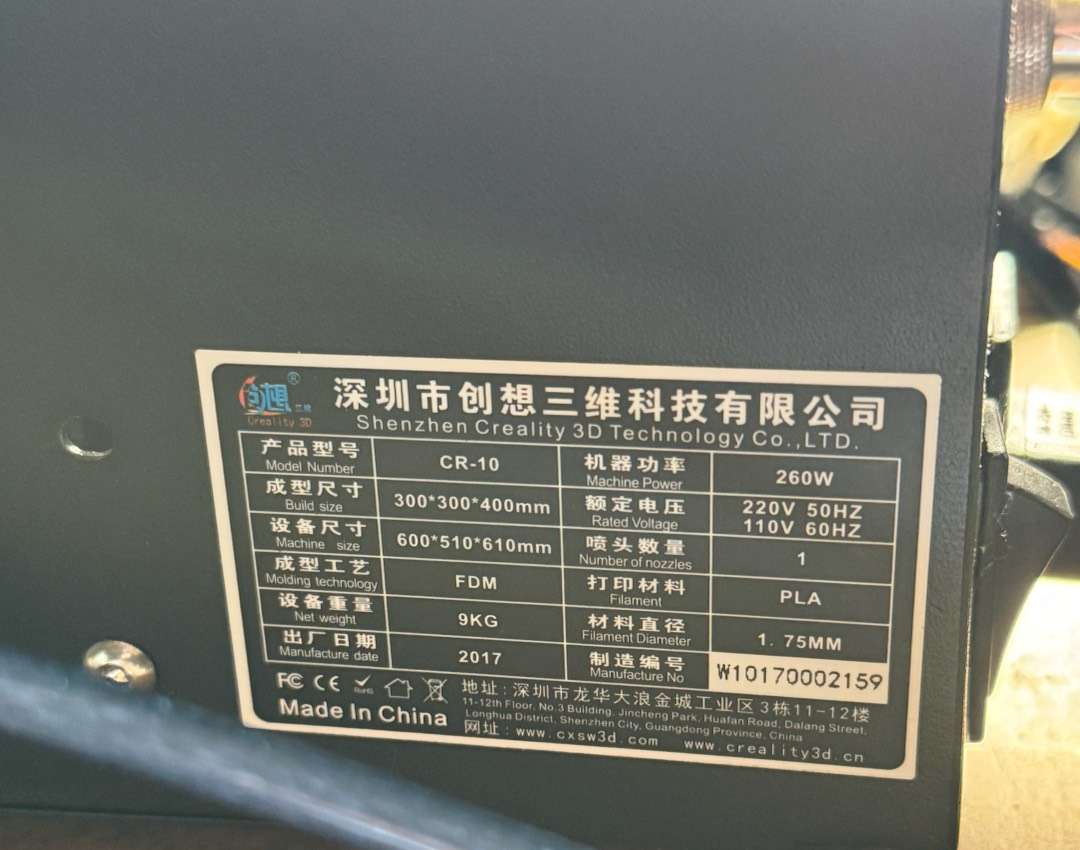 创想®三维
Creality 3D
深圳市创想三维科技有限公司
Shenzhen Creality 3D Technology Co.,LTD.
产品型号 CR-10 机器功率 260W
Model Number Machine Power
成型尺寸 300*300*400mm 额定电压 220V 50HZ
Build size Rated Voltage 110V 60HZ
设备尺寸 600*510*610mm 喷头数量 1
Machine size Number of nozzles
成型工艺 FDM 打印材料 PLA
Molding technology Filament
设备重量 9KG 材料直径 1.75MM
Net weight Filament Diameter
出厂日期 2017 制造编号 W10170002159
Manufacture date Manufacture No
FC CE RoHS
Made In China
地址:深圳市龙华大浪金城工业区3栋11-12楼
11-12th Floor, No.3 Building, Jincheng Park, Huafan Road, Dalang Street,
Longhua District, Shenzhen City, Guangdong Province, China
网址:www.cxsw3d.com www.creality3d.cn